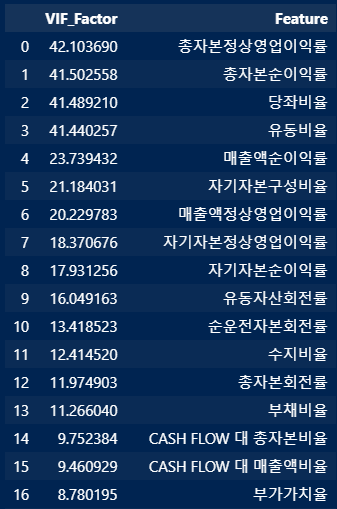 VIF_Factor Feature
0 42.103690 총자본정상영업이익률
1 41.502558 총자본순이익률
2 41.489210 당좌비율
3 41.440257 유동비율
4 23.739432 매출액순이익률
5 21.184031 자기자본구성비율
6 20.229783 매출액정상영업이익률
7 18.370676 자기자본정상영업이익률
8 17.931256 자기자본순이익률
9 16.049163 유동자산회전률
10 13.418523 순운전자본회전률
11 12.414520 수지비율
12 11.974903 총자본회전률
13 11.266040 부채비율
14 9.752384 CASH FLOW 대 총자본비율
15 9.460929 CASH FLOW 대 매출액비율
16 8.780195 부가가치율